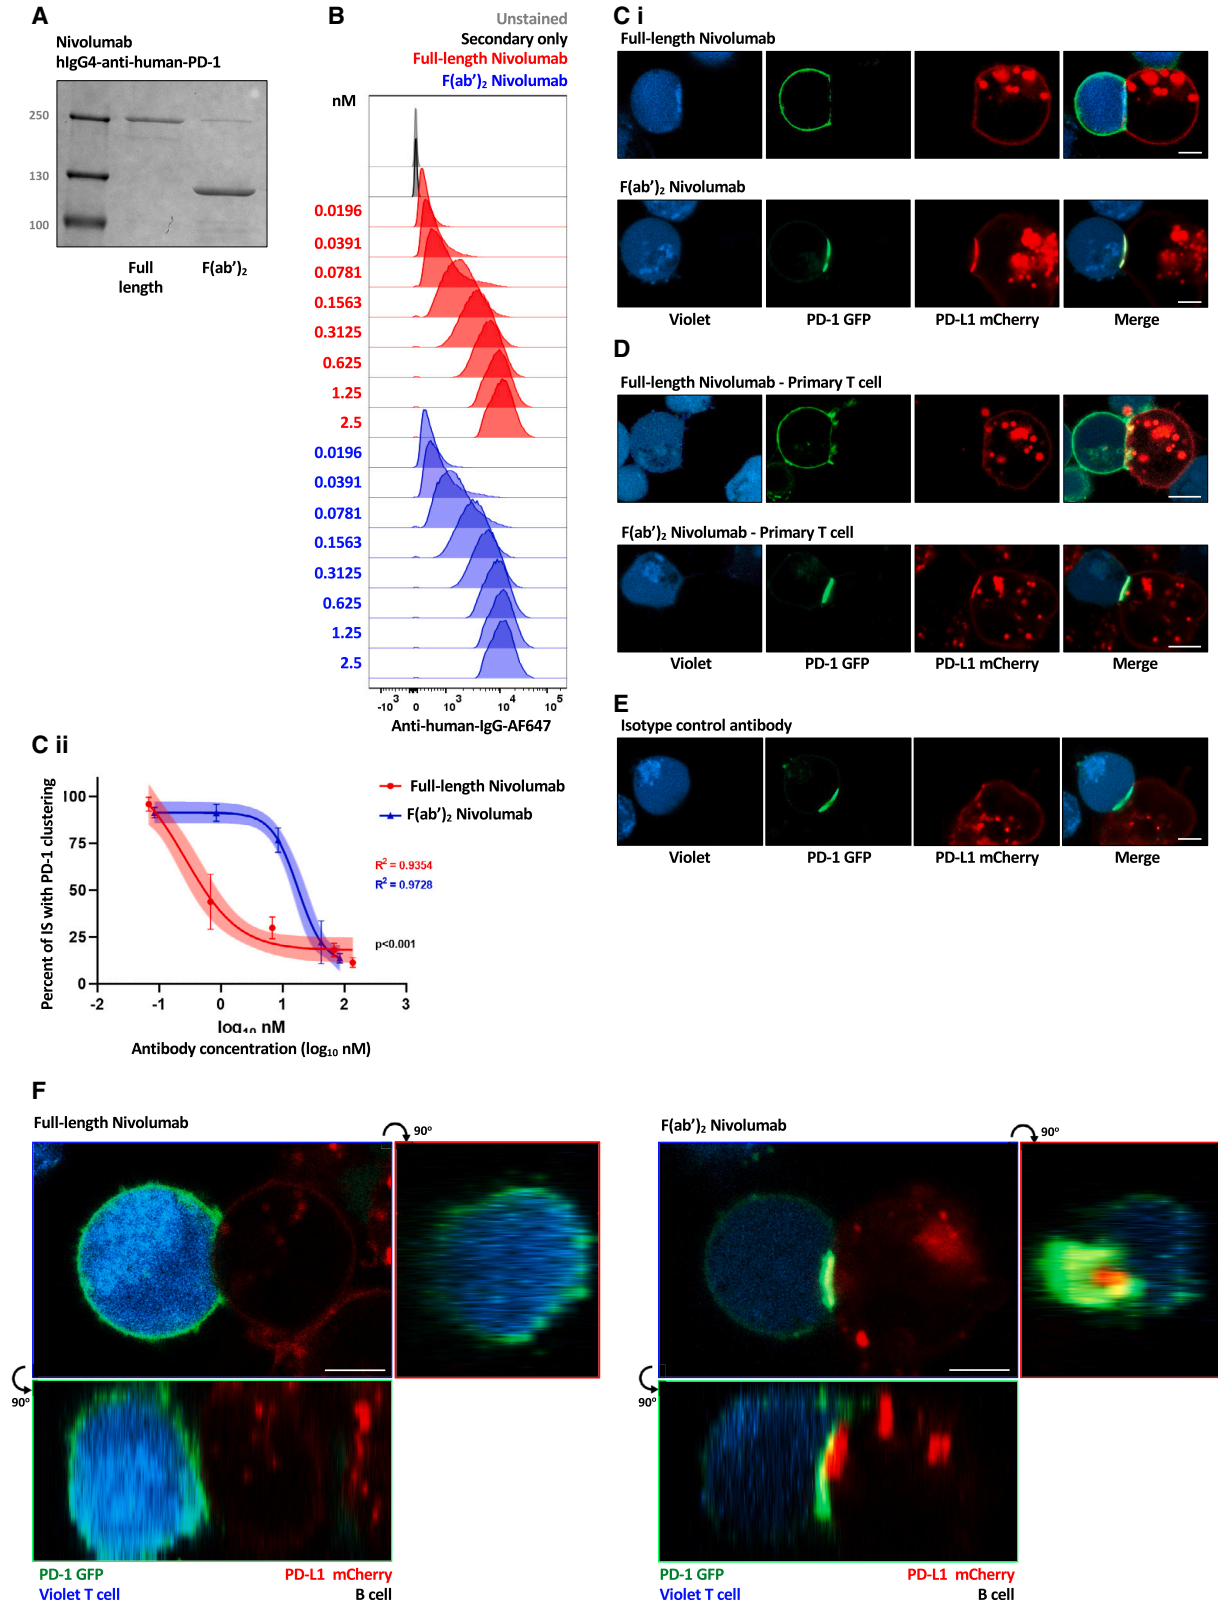 A
Nivolumab
hIgG4-anti-human-PD-1
250
130
100
Full
length
F(ab’)₂
B
Unstained
Secondary only
Full-length Nivolumab
F(ab’)₂ Nivolumab
nM
0.0196
0.0391
0.0781
0.1563
0.3125
0.625
1.25
2.5
0.0196
0.0391
0.0781
0.1563
0.3125
0.625
1.25
2.5
-10³ 0 10³ 10⁴ 10⁵
Anti-human-IgG-AF647
C i
Full-length Nivolumab
F(ab’)₂ Nivolumab
Violet PD-1 GFP PD-L1 mCherry Merge
D
Full-length Nivolumab - Primary T cell
F(ab’)₂ Nivolumab - Primary T cell
Violet PD-1 GFP PD-L1 mCherry Merge
E
Isotype control antibody
Violet PD-1 GFP PD-L1 mCherry Merge
C ii
Percent of IS with PD-1 clustering
100
75
50
25
0
-2 -1 0 1 2 3
log₁₀ nM
Antibody concentration (log₁₀ nM)
Full-length Nivolumab
F(ab’)₂ Nivolumab
R² = 0.9354
R² = 0.9728
p<0.001
F
Full-length Nivolumab
90º
90º
PD-1 GFP PD-L1 mCherry
Violet T cell B cell
F(ab’)₂ Nivolumab
90º
90º
PD-1 GFP PD-L1 mCherry
Violet T cell B cell